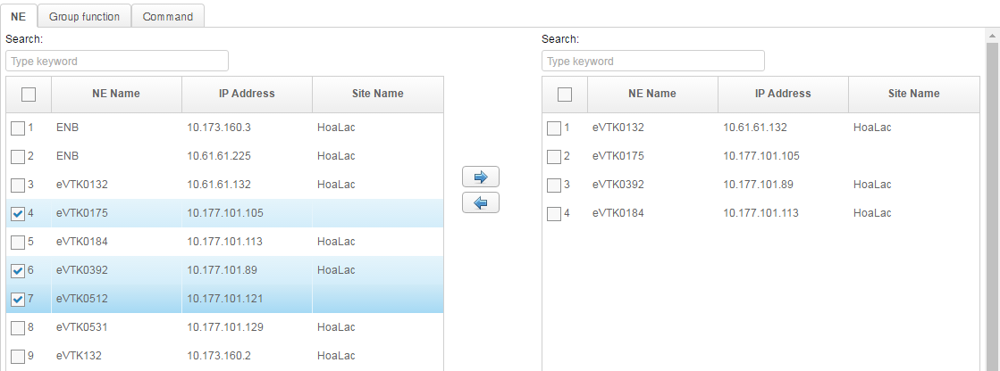 NE Group function Command
Search: Search:
Type keyword Type keyword
NE Name IP Address Site Name NE Name IP Address Site Name
1 ENB 10.173.160.3 HoaLac 1 eVTK0132 10.61.61.132 HoaLac
2 ENB 10.61.61.225 HoaLac 2 eVTK0175 10.177.101.105
3 eVTK0132 10.61.61.132 HoaLac 3 eVTK0392 10.177.101.89 HoaLac
4 eVTK0175 10.177.101.105 4 eVTK0184 10.177.101.113 HoaLac
5 eVTK0184 10.177.101.113 HoaLac
6 eVTK0392 10.177.101.89 HoaLac
7 eVTK0512 10.177.101.121
8 eVTK0531 10.177.101.129 HoaLac
9 eVTK132 10.173.160.2 HoaLac